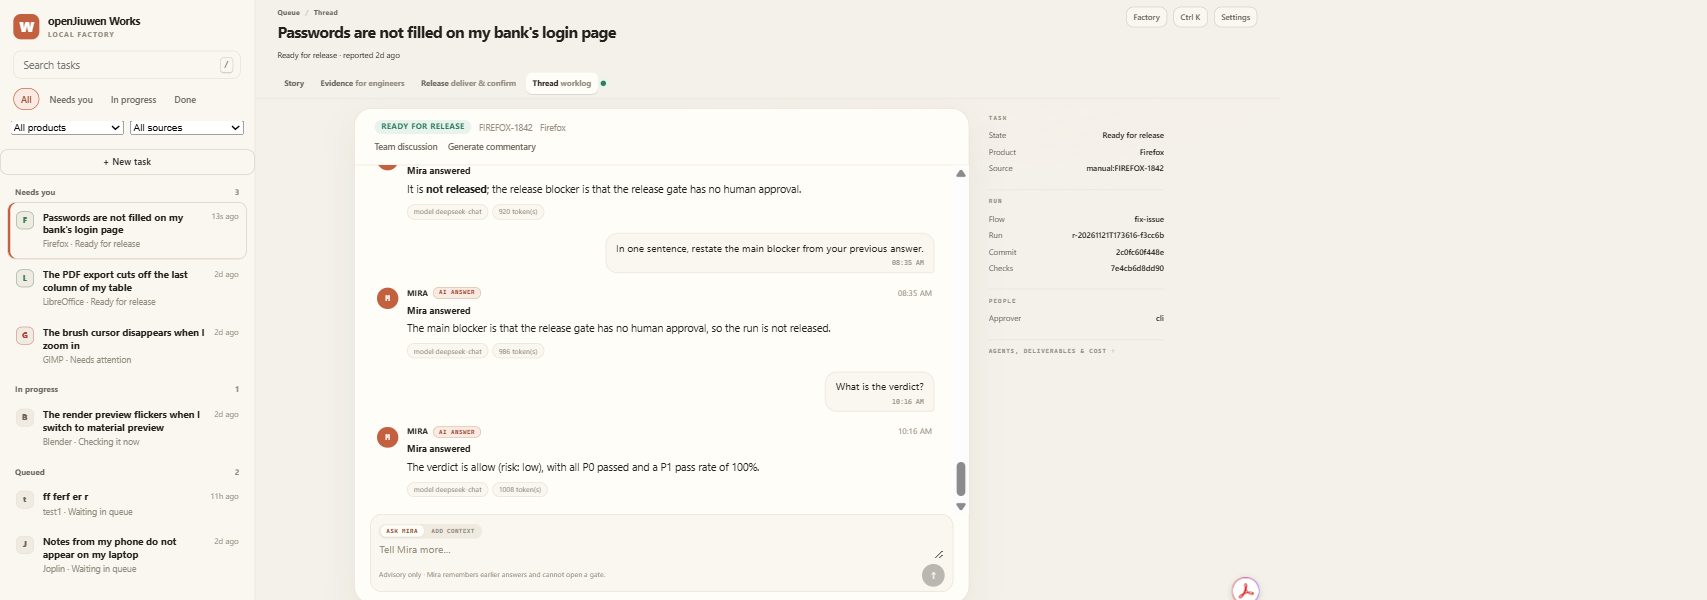 W
openJiuwen Works
LOCAL FACTORY
Search tasks /
All Needs you In progress Done
All products All sources
+ New task
Needs you 3
F
Passwords are not filled on my 13s ago
bank's login page
Firefox · Ready for release
L
The PDF export cuts off the last 2d ago
column of my table
LibreOffice · Ready for release
G
The brush cursor disappears when I 2d ago
zoom in
GIMP · Needs attention
In progress 1
B
The render preview flickers when I 2d ago
switch to material preview
Blender · Checking it now
Queued 2
t
ff ferf er r 11h ago
test1 · Waiting in queue
J
Notes from my phone do not 2d ago
appear on my laptop
Joplin · Waiting in queue
Queue / Thread
Passwords are not filled on my bank's login page
Ready for release · reported 2d ago
Factory Ctrl K Settings
Story Evidence for engineers Release deliver & confirm Thread worklog
READY FOR RELEASE FIREFOX-1842 Firefox
Team discussion Generate commentary
Mira answered
It is not released; the release blocker is that the release gate has no human approval.
model deepseek-chat 920 token(s)
In one sentence, restate the main blocker from your previous answer.
08:35 AM
M MIRA AI ANSWER 08:35 AM
Mira answered
The main blocker is that the release gate has no human approval, so the run is not released.
model deepseek-chat 986 token(s)
What is the verdict?
10:16 AM
M MIRA AI ANSWER 10:16 AM
Mira answered
The verdict is allow (risk: low), with all P0 passed and a P1 pass rate of 100%.
model deepseek-chat 1008 token(s)
ASK MIRA ADD CONTEXT
Tell Mira more...
Advisory only · Mira remembers earlier answers and cannot open a gate.
TASK
State Ready for release
Product Firefox
Source manual:FIREFOX-1842
RUN
Flow fix-issue
Run r-20261121T173616-f3cc6b
Commit 2c0fc60f448e
Checks 7e4cb6d8dd90
PEOPLE
Approver cli
AGENTS, DELIVERABLES & COST